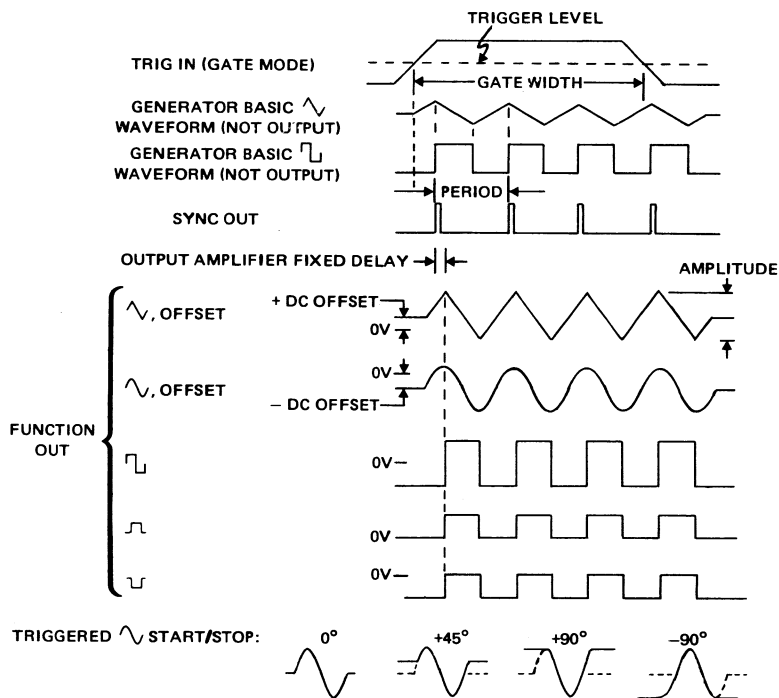 TRIGGER LEVEL
TRIG IN (GATE MODE)
GATE WIDTH
GENERATOR BASIC
WAVEFORM (NOT OUTPUT)
GENERATOR BASIC
WAVEFORM (NOT OUTPUT)
PERIOD
SYNC OUT
OUTPUT AMPLIFIER FIXED DELAY
AMPLITUDE
+ DC OFFSET
, OFFSET
0V
0V
, OFFSET
− DC OFFSET
FUNCTION
OUT
0V
0V
0V
TRIGGERED START/STOP:
0°
+45°
+90°
−90°